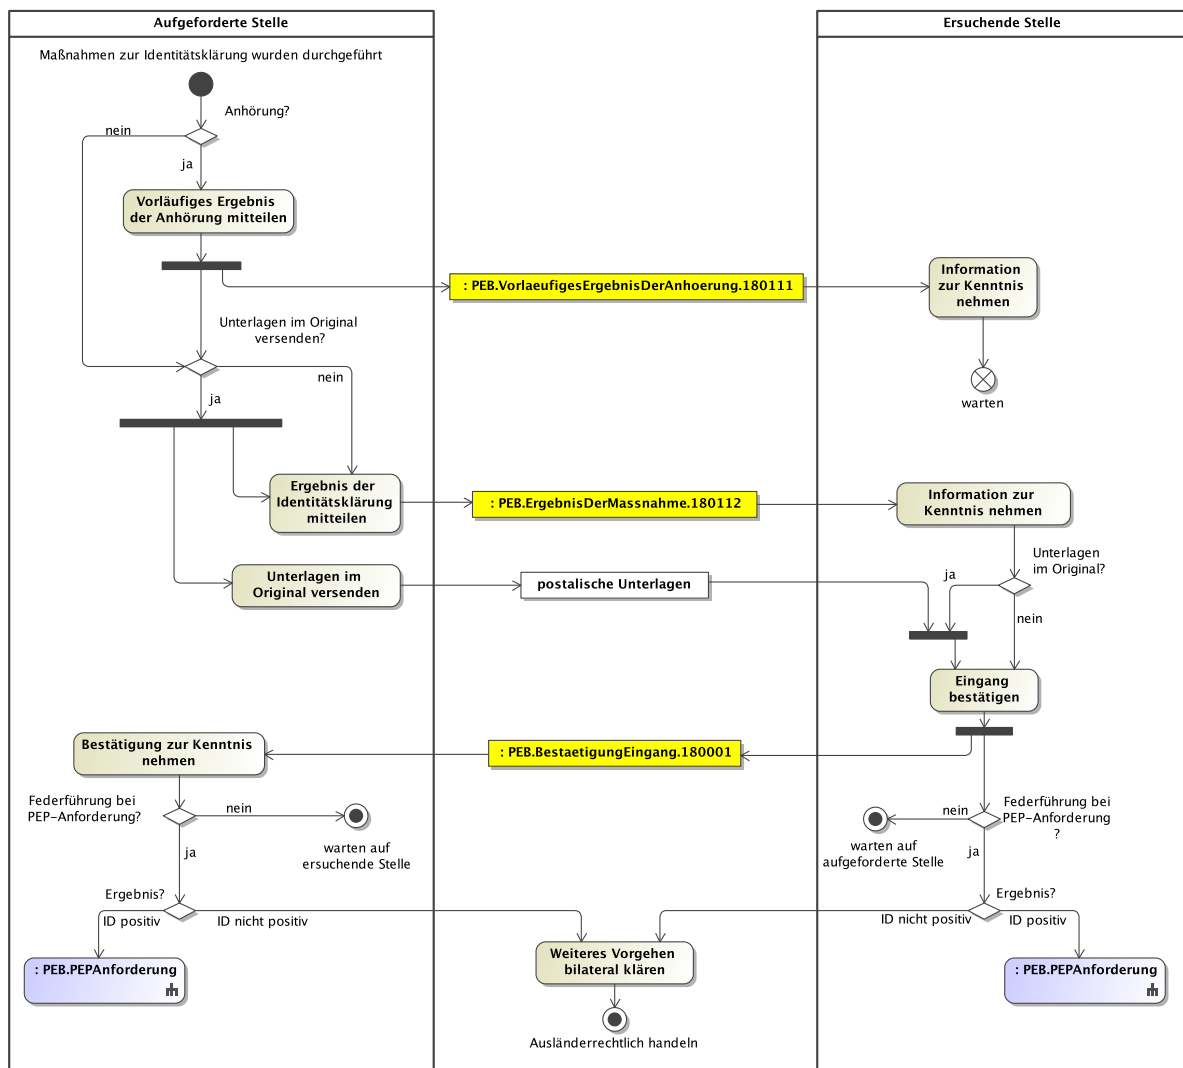 Aufgeforderte Stelle
Ersuchende Stelle
Maßnahmen zur Identitätsklärung wurden durchgeführt
Anhörung?
nein
ja
Vorläufiges Ergebnis
der Anhörung mitteilen
: PEB.VorlaeufigesErgebnisDerAnhoerung.180111
Information
zur Kenntnis
nehmen
warten
Unterlagen im Original
versenden?
nein
ja
Ergebnis der
Identitätsklärung
mitteilen
: PEB.ErgebnisDerMassnahme.180112
Information zur
Kenntnis nehmen
Unterlagen
im Original?
ja
nein
Unterlagen im
Original versenden
postalische Unterlagen
Eingang
bestätigen
Bestätigung zur Kenntnis
nehmen
: PEB.BestaetigungEingang.180001
Federführung bei
PEP-Anforderung?
nein
warten auf
ersuchende Stelle
ja
nein
Federführung bei
PEP-Anforderung
?
warten auf
aufgeforderte Stelle
ja
Ergebnis?
ID positiv
ID nicht positiv
Ergebnis?
ID nicht positiv
ID positiv
: PEB.PEPAnforderung
Weiteres Vorgehen
bilateral klären
: PEB.PEPAnforderung
Ausländerrechtlich handeln